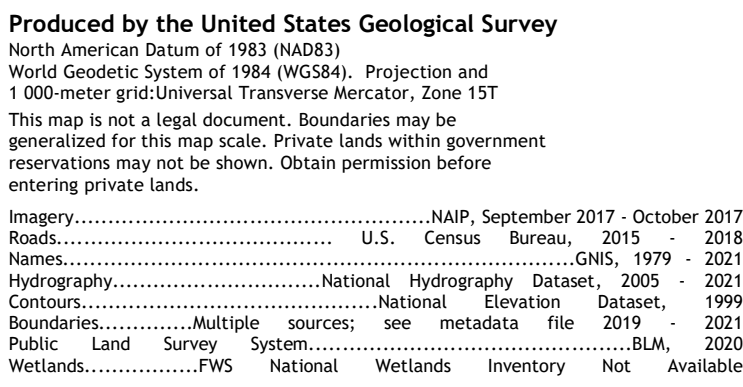 Produced by the United States Geological Survey
North American Datum of 1983 (NAD83)
World Geodetic System of 1984 (WGS84).  Projection and
1 000-meter grid:Universal Transverse Mercator, Zone 15T
This map is not a legal document. Boundaries may be
generalized for this map scale. Private lands within government
reservations may not be shown. Obtain permission before
entering private lands.
Imagery.....................................................NAIP, September 2017 - October 2017
Roads......................................... U.S. Census Bureau, 2015 - 2018
Names............................................................................GNIS, 1979 - 2021
Hydrography...............................National Hydrography Dataset, 2005 - 2021
Contours............................................National Elevation Dataset, 1999
Boundaries..............Multiple sources; see metadata file 2019 - 2021
Public Land Survey System................................................BLM, 2020
Wetlands.................FWS National Wetlands Inventory Not Available